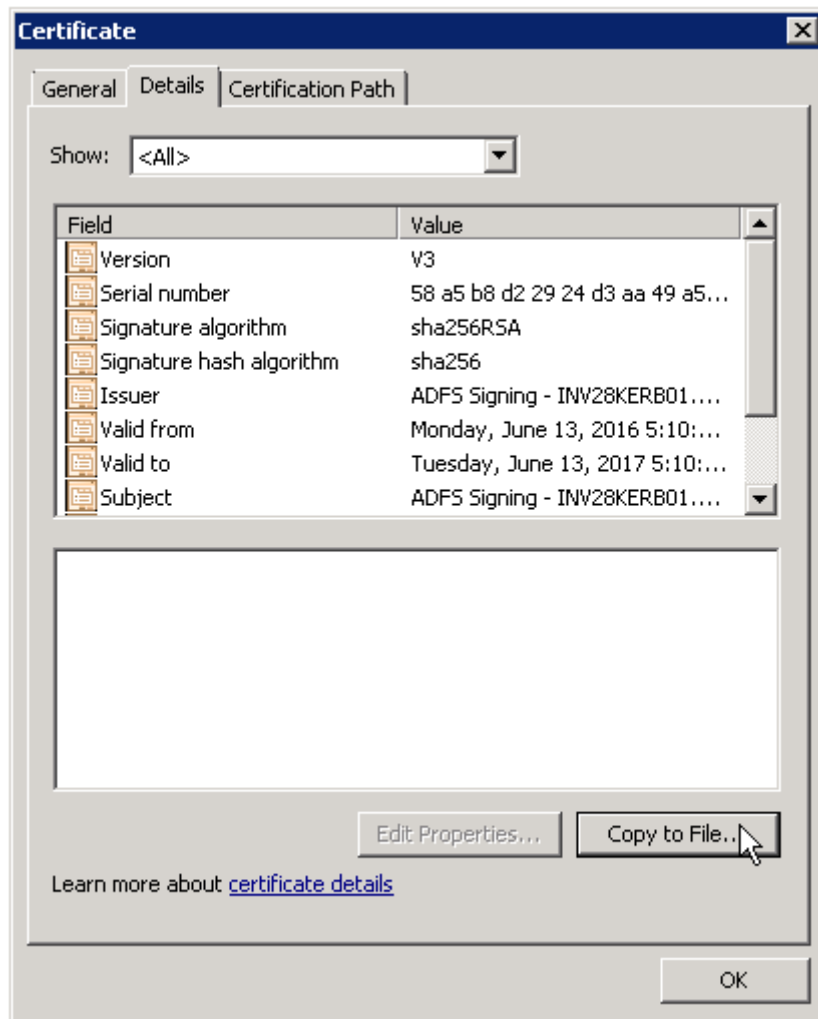 Certificate
General Details Certification Path
Show: <All>
Field Value
Version V3
Serial number 58 a5 b8 d2 29 24 d3 aa 49 a5...
Signature algorithm sha256RSA
Signature hash algorithm sha256
Issuer ADFS Signing - INV28KERB01....
Valid from Monday, June 13, 2016 5:10:...
Valid to Tuesday, June 13, 2017 5:10:...
Subject ADFS Signing - INV28KERB01....
Edit Properties... Copy to File...
Learn more about certificate details
OK